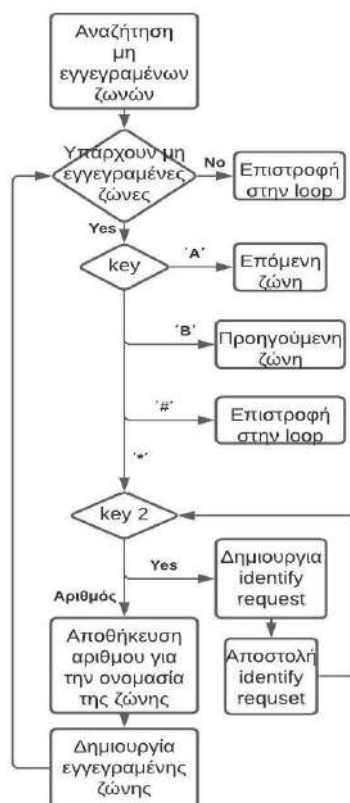 Αναζήτηση
μη
εγγεγραμένων
ζωνών
Υπάρχουν μη
εγγεγραμένες
ζώνες
No
Επιστροφή
στην loop
Yes
key
´A´
Επόμενη
ζώνη
´B´
Προηγούμενη
ζώνη
´#´
Επιστροφή
στην loop
´*´
key 2
Yes
Δημιουργια
identify
request
Αριθμός
Αποθήκευση
αριθμου για
την ονομασία
της ζώνης
Αποστολή
identify
requset
Δημιουργία
εγγεγραμένης
ζώνης